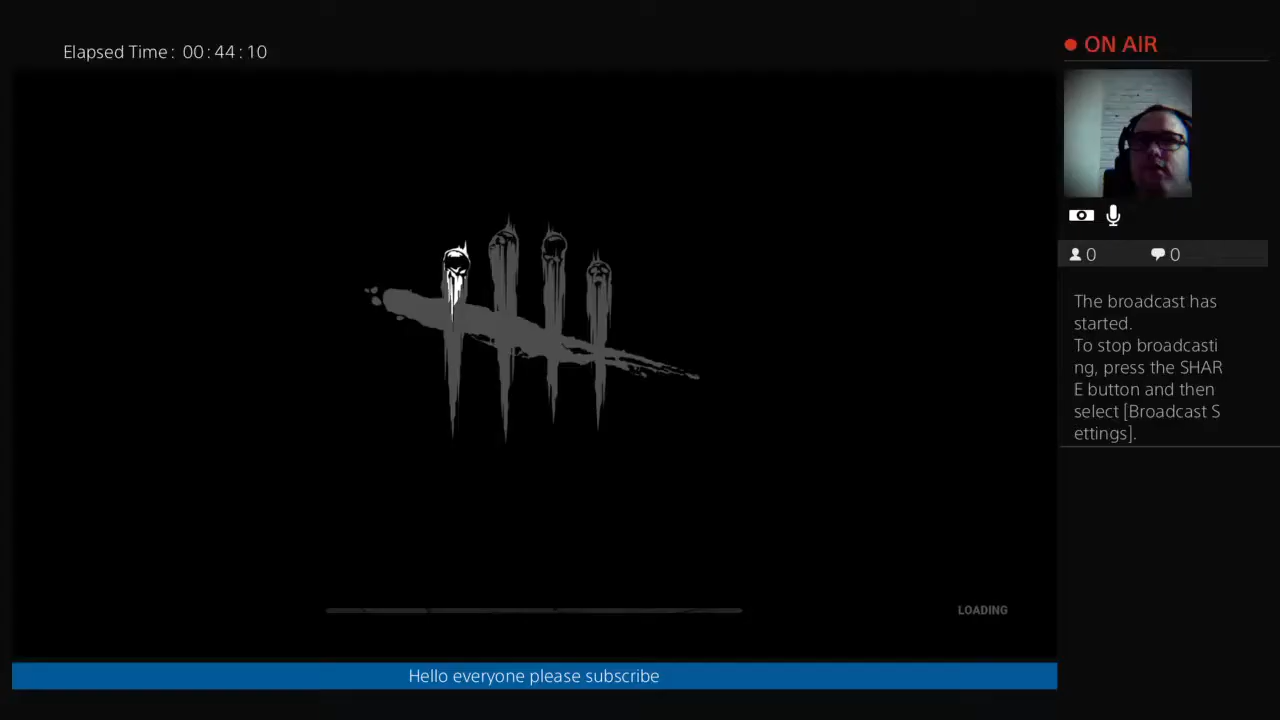 Elapsed Time: 00:44:10
ON AIR
0
0
The broadcast has
started.
To stop broadcasti
ng, press the SHAR
E button and then
select [Broadcast S
ettings].
LOADING
Hello everyone please subscribe